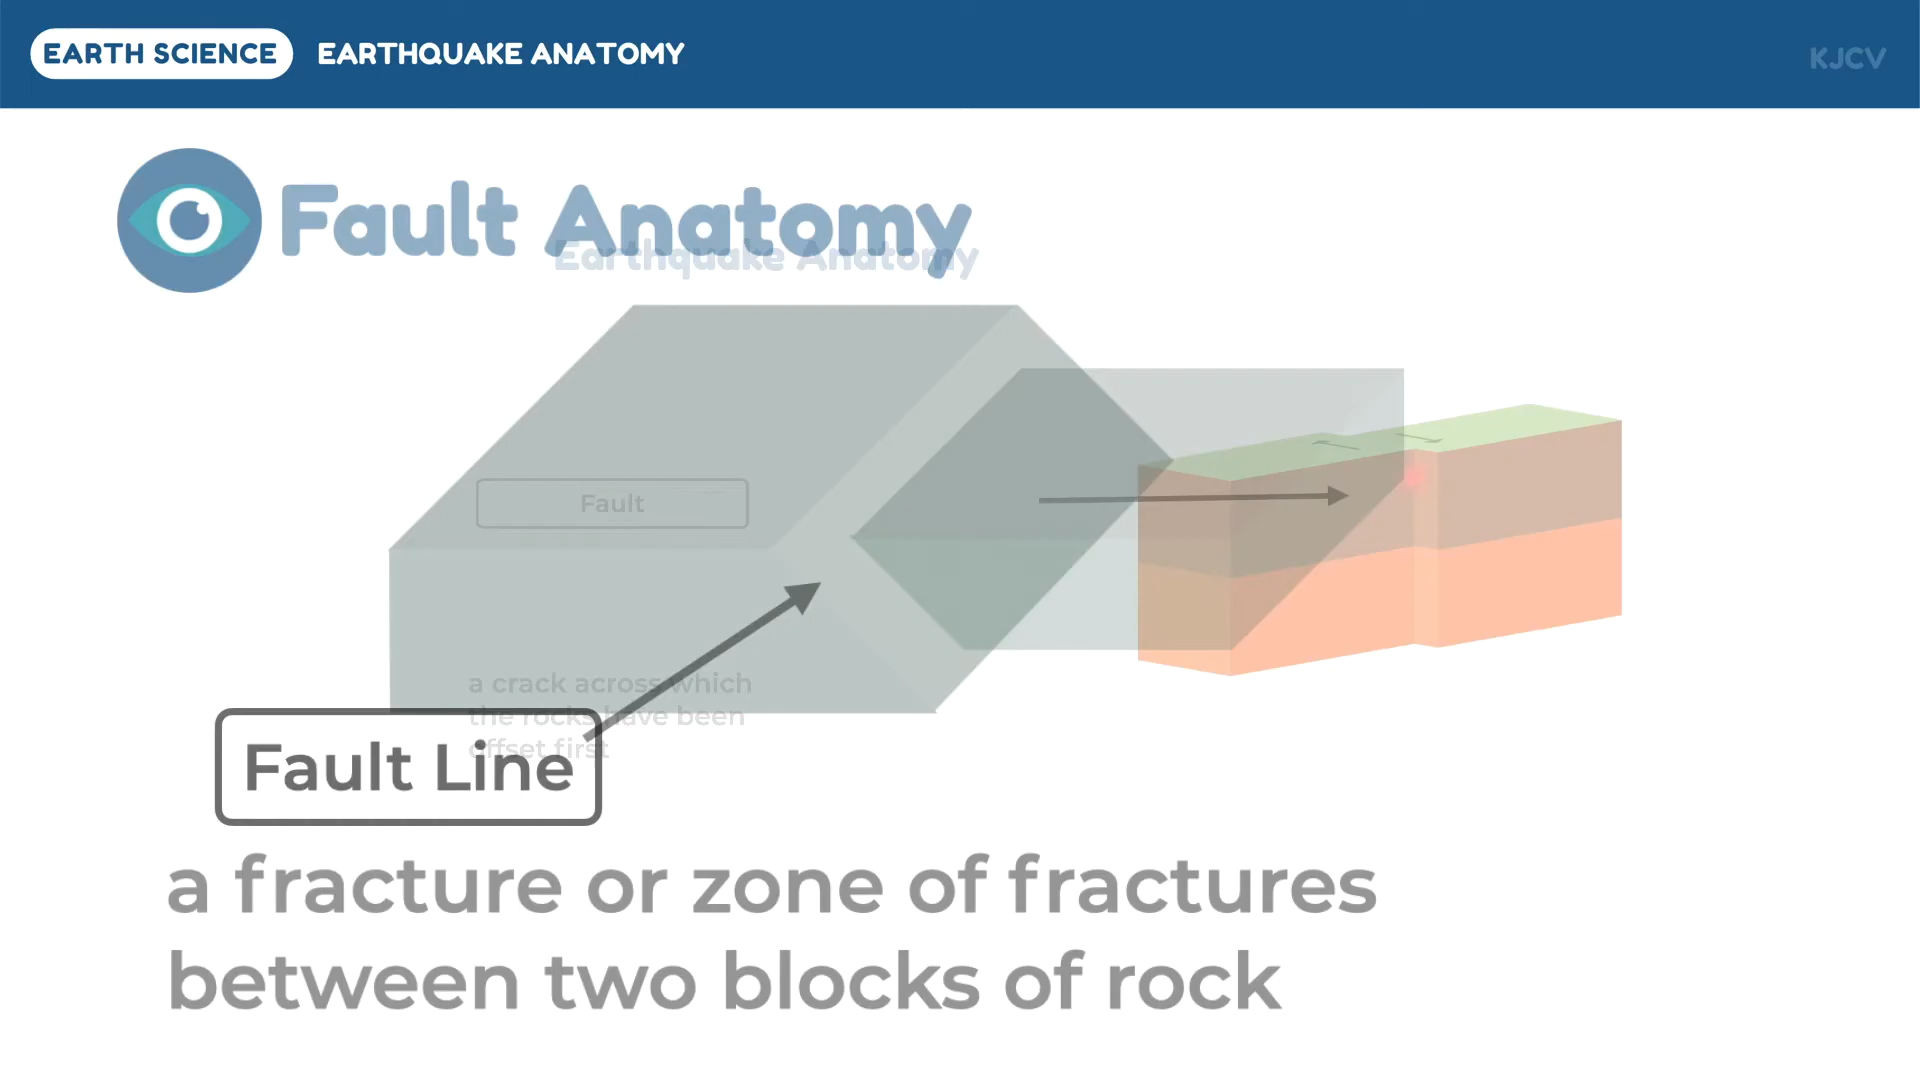 EARTH SCIENCE EARTHQUAKE ANATOMY
KJCV
Fault Anatomy
Earthquake Anatomy
Fault
a crack across which
the rocks have been
offset first
Fault Line
a fracture or zone of fractures
between two blocks of rock